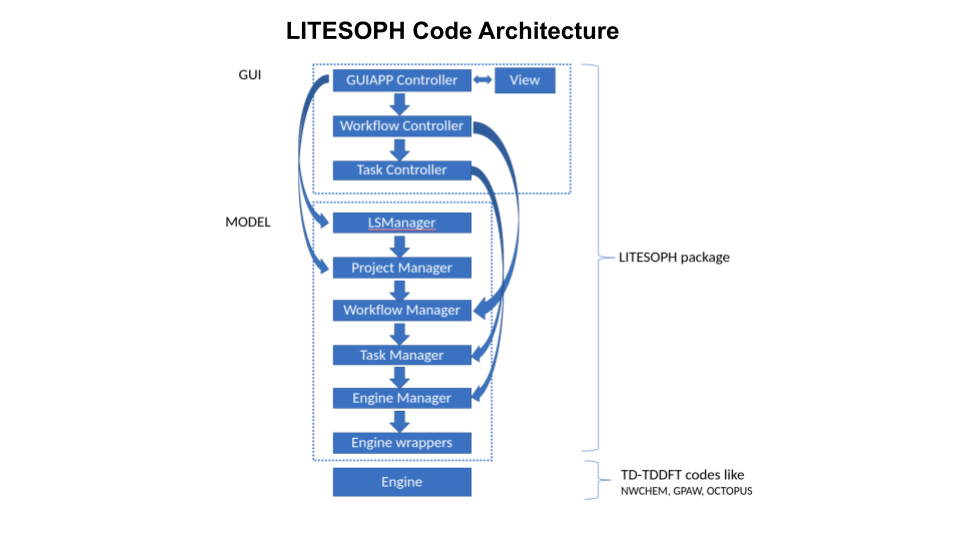 LITESOPH Code Architecture
GUI
GUIAPP Controller
View
Workflow Controller
Task Controller
MODEL
LSManager
Project Manager
LITESOPH package
Workflow Manager
Task Manager
Engine Manager
Engine wrappers
Engine
TD-TDDFT codes like
NWCHEM, GPAW, OCTOPUS